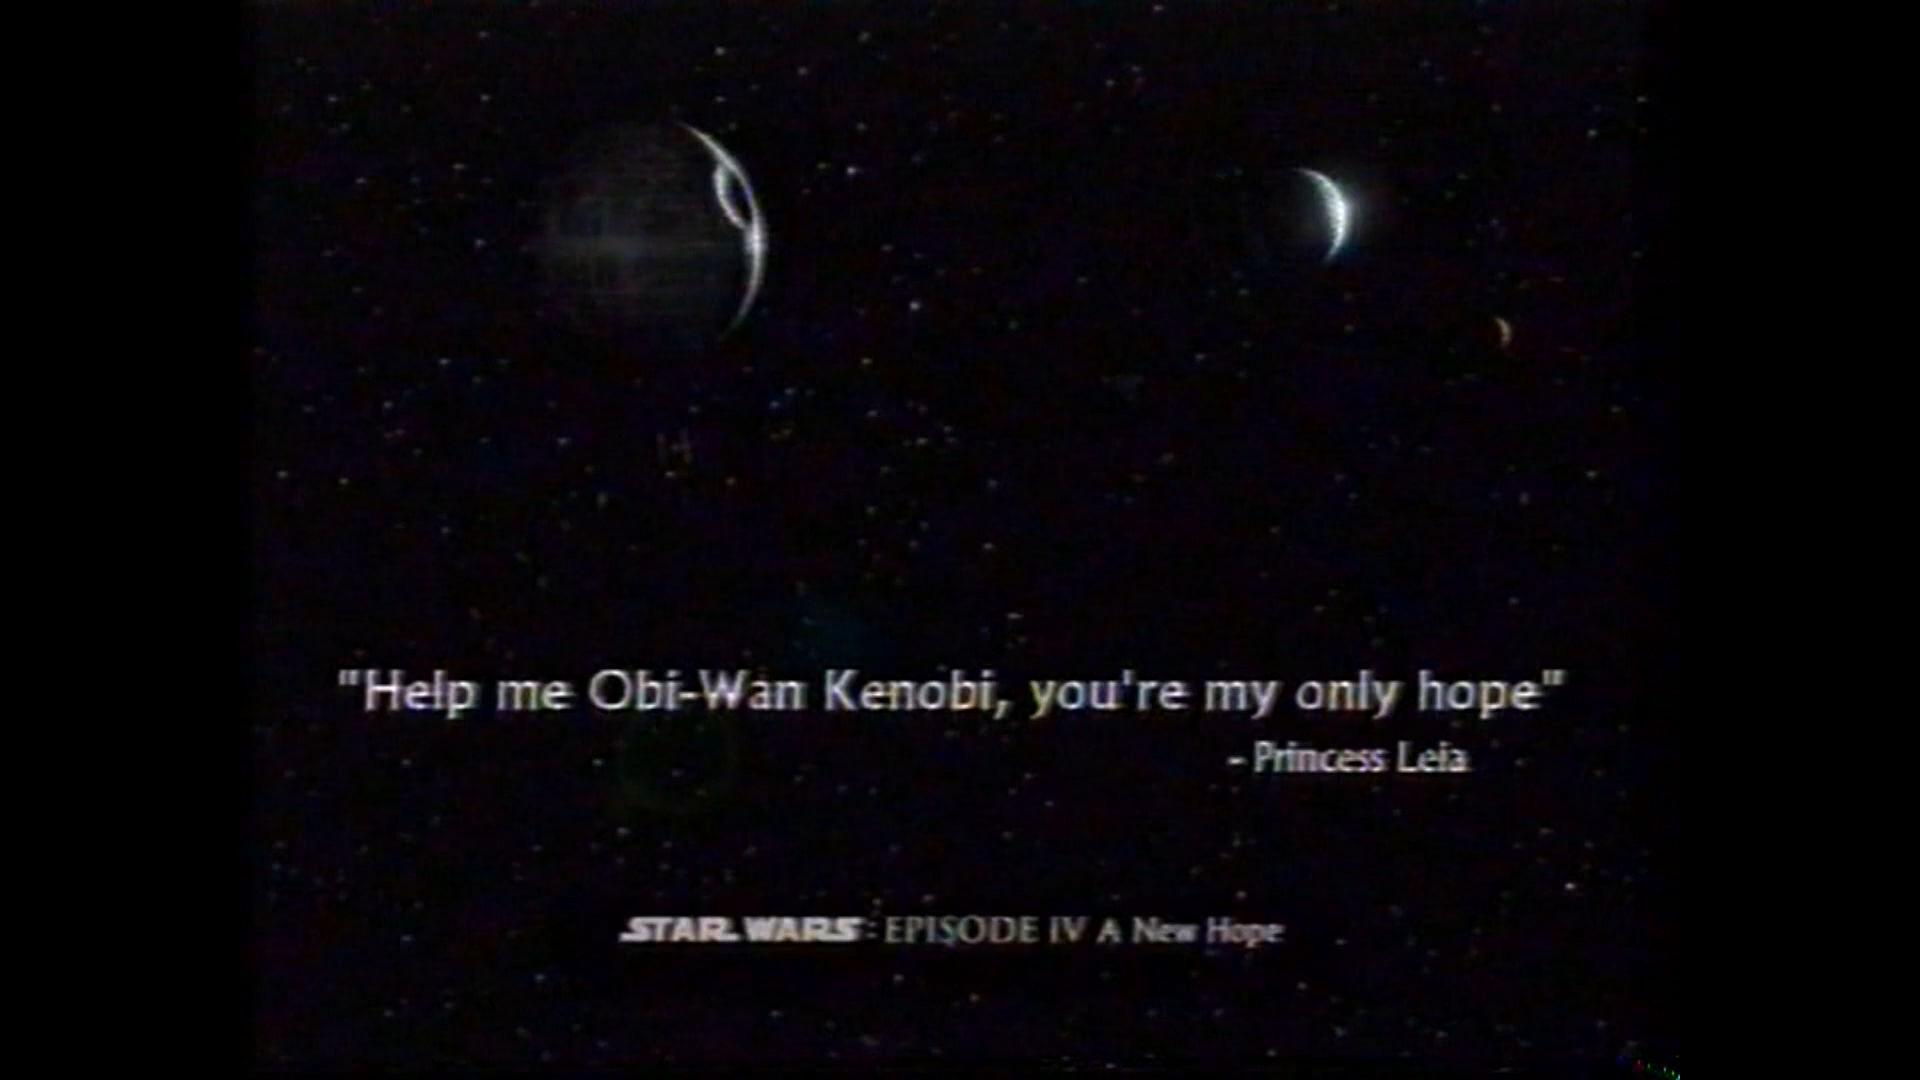 "Help me Obi-Wan Kenobi, you're my only hope"
- Princess Leia
STAR WARS: EPISODE IV A New Hope